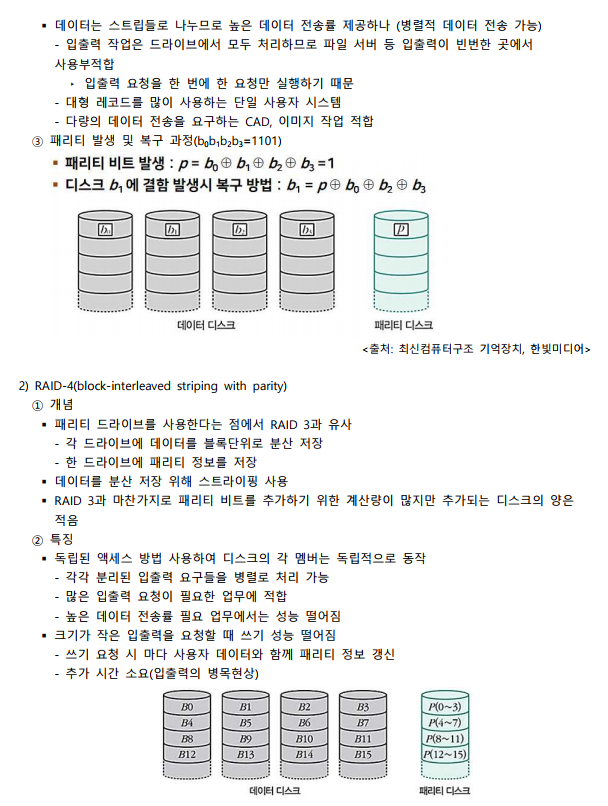 ▪ 데이터는 스트립들로 나누므로 높은 데이터 전송률 제공하나 (병렬적 데이터 전송 가능)
- 입출력 작업은 드라이브에서 모두 처리하므로 파일 서버 등 입출력이 빈번한 곳에서
사용부적합
‣ 입출력 요청을 한 번에 한 요청만 실행하기 때문
- 대형 레코드를 많이 사용하는 단일 사용자 시스템
- 다량의 데이터 전송을 요구하는 CAD, 이미지 작업 적합
③ 패리티 발생 및 복구 과정(b₀b₁b₂b₃=1101)
▪ 패리티 비트 발생 : p = b₀ ⊕ b₁ ⊕ b₂ ⊕ b₃ =1
▪ 디스크 b₁ 에 결함 발생시 복구 방법 : b₁ = p ⊕ b₀ ⊕ b₂ ⊕ b₃
b₀ b₁ b₂ b₃ p
데이터 디스크 패리티 디스크
<출처: 최신컴퓨터구조 기억장치, 한빛미디어>
2) RAID-4(block-interleaved striping with parity)
① 개념
▪ 패리티 드라이브를 사용한다는 점에서 RAID 3과 유사
- 각 드라이브에 데이터를 블록단위로 분산 저장
- 한 드라이브에 패리티 정보를 저장
▪ 데이터를 분산 저장 위해 스트라이핑 사용
▪ RAID 3과 마찬가지로 패리티 비트를 추가하기 위한 계산량이 많지만 추가되는 디스크의 양은
적음
② 특징
▪ 독립된 액세스 방법 사용하여 디스크의 각 멤버는 독립적으로 동작
- 각각 분리된 입출력 요구들을 병렬로 처리 가능
- 많은 입출력 요청이 필요한 업무에 적합
- 높은 데이터 전송률 필요 업무에서는 성능 떨어짐
▪ 크기가 작은 입출력을 요청할 때 쓰기 성능 떨어짐
- 쓰기 요청 시 마다 사용자 데이터와 함께 패리티 정보 갱신
- 추가 시간 소요(입출력의 병목현상)
B0 B1 B2 B3 P(0~3)
B4 B5 B6 B7 P(4~7)
B8 B9 B10 B11 P(8~11)
B12 B13 B14 B15 P(12~15)
데이터 디스크 패리티 디스크